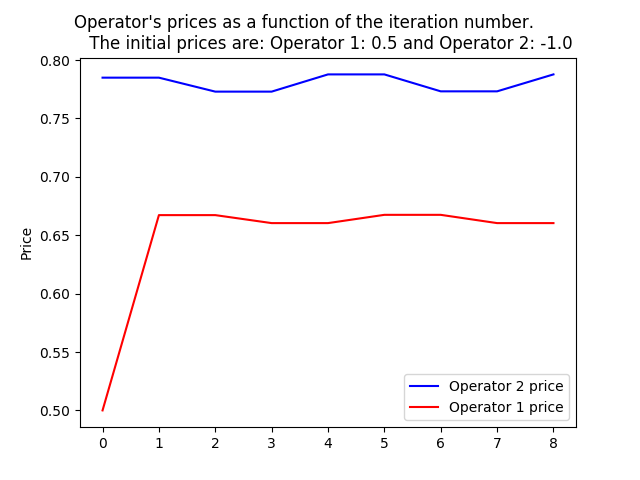 Operator's prices as a function of the iteration number.
The initial prices are: Operator 1: 0.5 and Operator 2: -1.0
0.80
0.75
0.70
0.65
0.60
0.55
0.50
Price
Operator 2 price
Operator 1 price
0 1 2 3 4 5 6 7 8